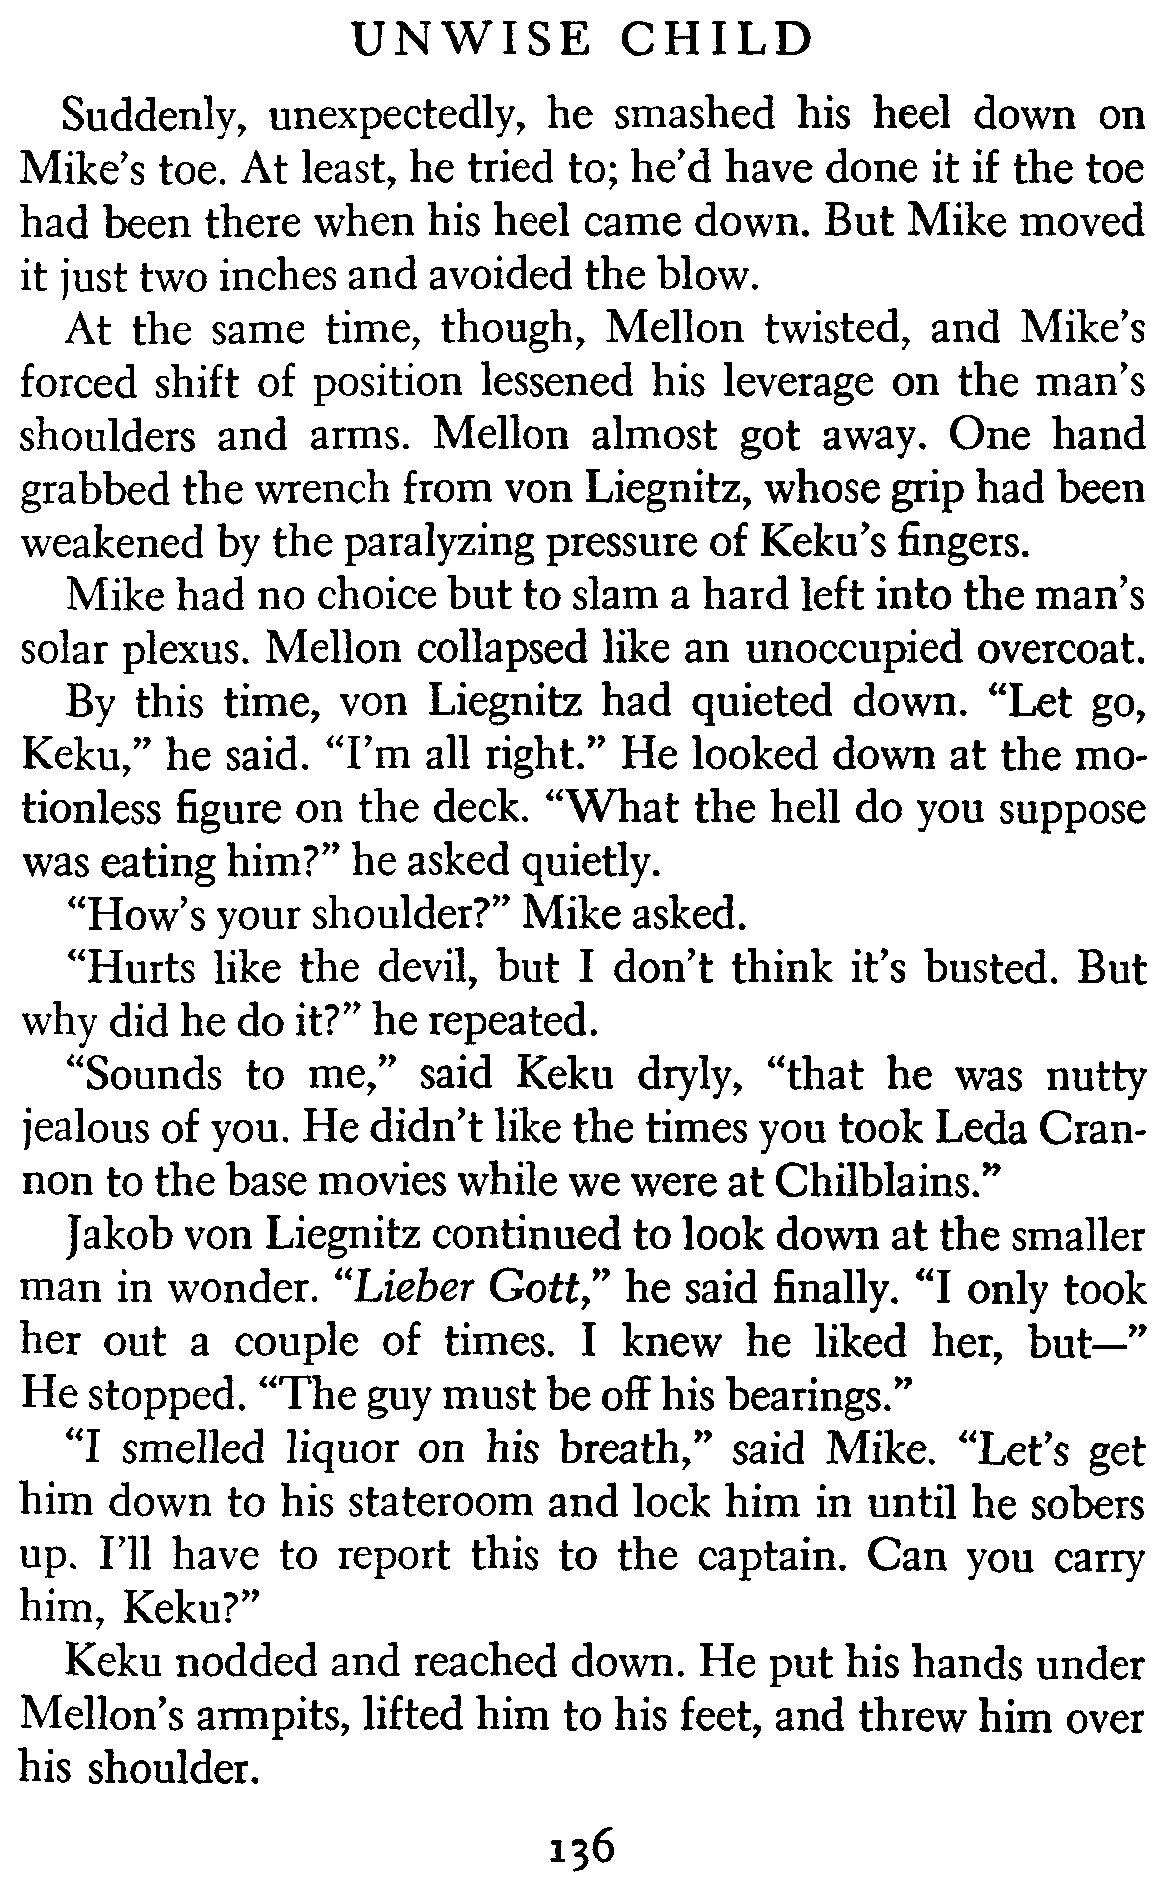 UNWISE CHILD
Suddenly, unexpectedly, he smashed his heel down on
Mike's toe. At least, he tried to; he'd have done it if the toe
had been there when his heel came down. But Mike moved
it just two inches and avoided the blow.
At the same time, though, Mellon twisted, and Mike's
forced shift of position lessened his leverage on the man's
shoulders and arms. Mellon almost got away. One hand
grabbed the wrench from von Liegnitz, whose grip had been
weakened by the paralyzing pressure of Keku's fingers.
Mike had no choice but to slam a hard left into the man's
solar plexus. Mellon collapsed like an unoccupied overcoat.
By this time, von Liegnitz had quieted down. “Let go,
Keku,” he said. “I'm all right.” He looked down at the mo-
tionless figure on the deck. “What the hell do you suppose
was eating him?” he asked quietly.
“How's your shoulder?” Mike asked.
“Hurts like the devil, but I don't think it's busted. But
why did he do it?” he repeated.
“Sounds to me,” said Keku dryly, “that he was nutty
jealous of you. He didn't like the times you took Leda Cran-
non to the base movies while we were at Chilblains.”
Jakob von Liegnitz continued to look down at the smaller
man in wonder. “Lieber Gott,” he said finally. “I only took
her out a couple of times. I knew he liked her, but—”
He stopped. “The guy must be off his bearings.”
“I smelled liquor on his breath,” said Mike. “Let's get
him down to his stateroom and lock him in until he sobers
up. I'll have to report this to the captain. Can you carry
him, Keku?”
Keku nodded and reached down. He put his hands under
Mellon's armpits, lifted him to his feet, and threw him over
his shoulder.
136